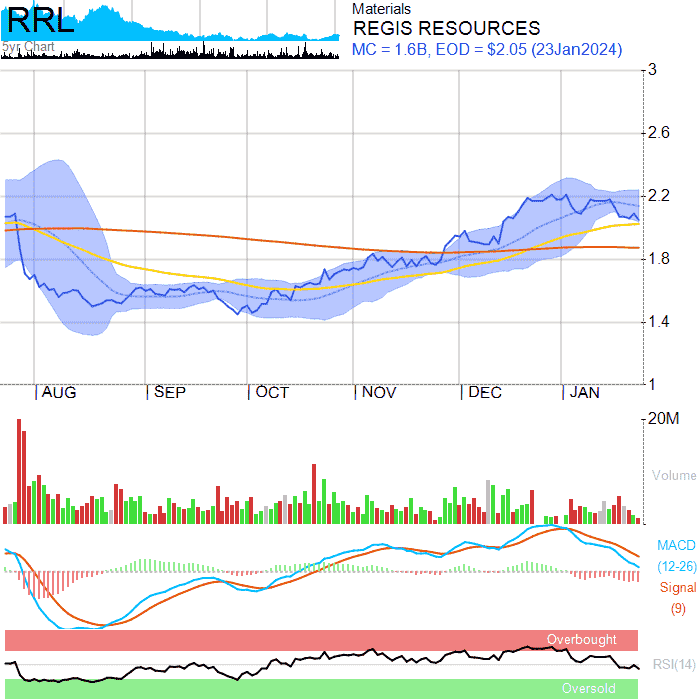 RRL
5yr Chart
Materials
REGIS RESOURCES
MC = 1.6B, EOD = $2.05 (23Jan2024)
3
2.6
2.2
1.8
1.4
1
AUG SEP OCT NOV DEC JAN
20M
Volume
MACD
(12-26)
Signal
(9)
Overbought
RSI(14)
Oversold